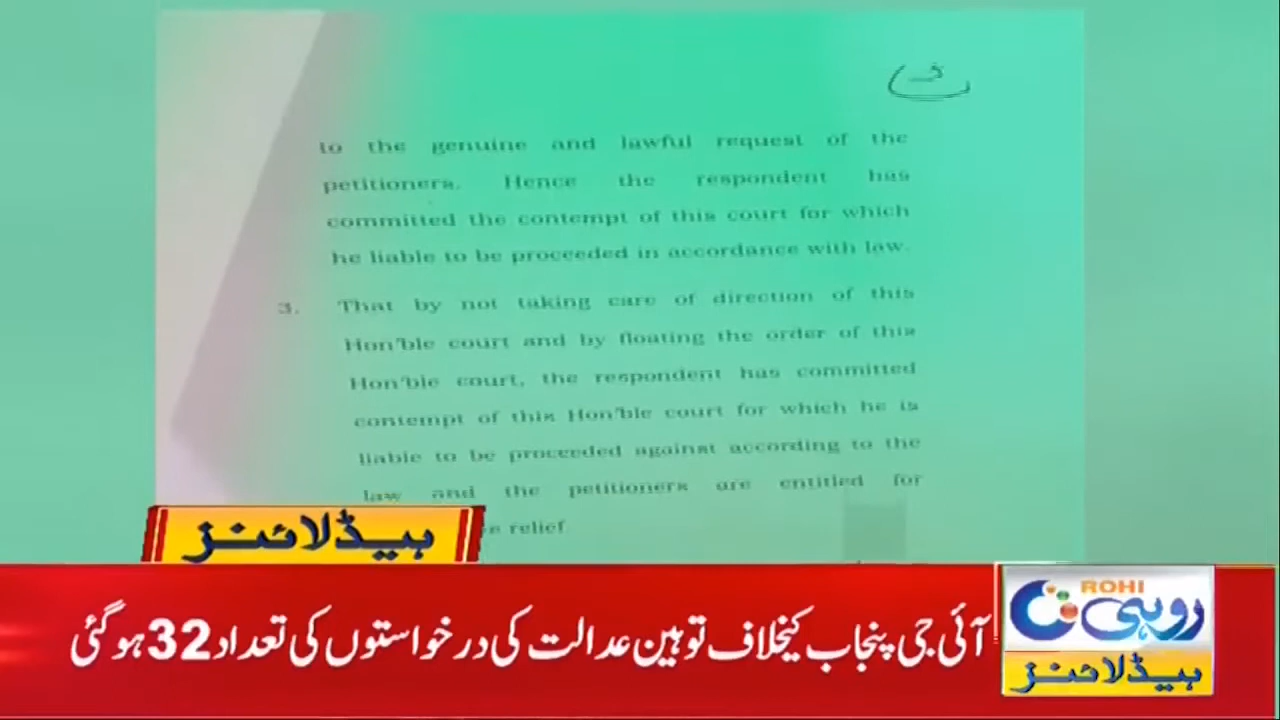 to the genuine and lawful request of the
petitioners. Hence the respondent has
committed the contempt of this court for which
he liable to be proceeded in accordance with law.
3. That by not taking care of direction of this
Hon'ble court and by floating the order of this
Hon'ble court, the respondent has committed
contempt of this Hon'ble court for which he is
liable to be proceeded against according to the
law and the petitioners are entitled for
relief
ہیڈلائنز
آئی جی پنجاب کیخلاف توہین عدالت کی درخواستوں کی تعداد 32 ہوگئی
ROHI
روہی
ہیڈلائنز